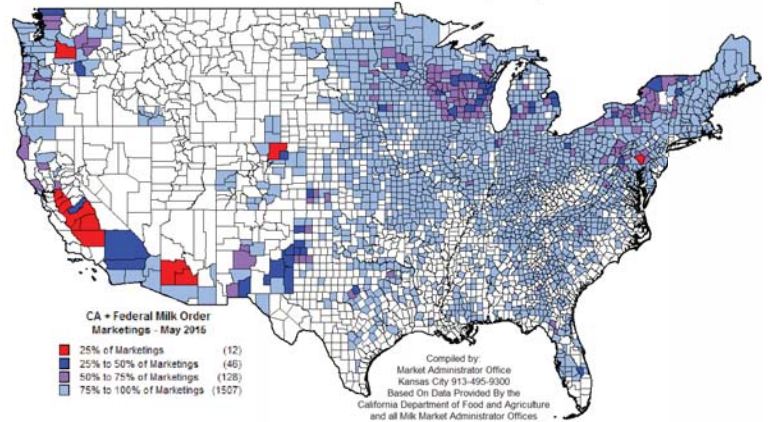 CA + Federal Milk Order
Marketings - May 2015
25% of Marketings (12)
25% to 50% of Marketings (46)
50% to 75% of Marketings (128)
75% to 100% of Marketings (1507)
Compiled by:
Market Administrator Office
Kansas City 913-495-9300
Based On Data Provided By the
California Department of Food and Agriculture
and all Milk Market Administrator Offices